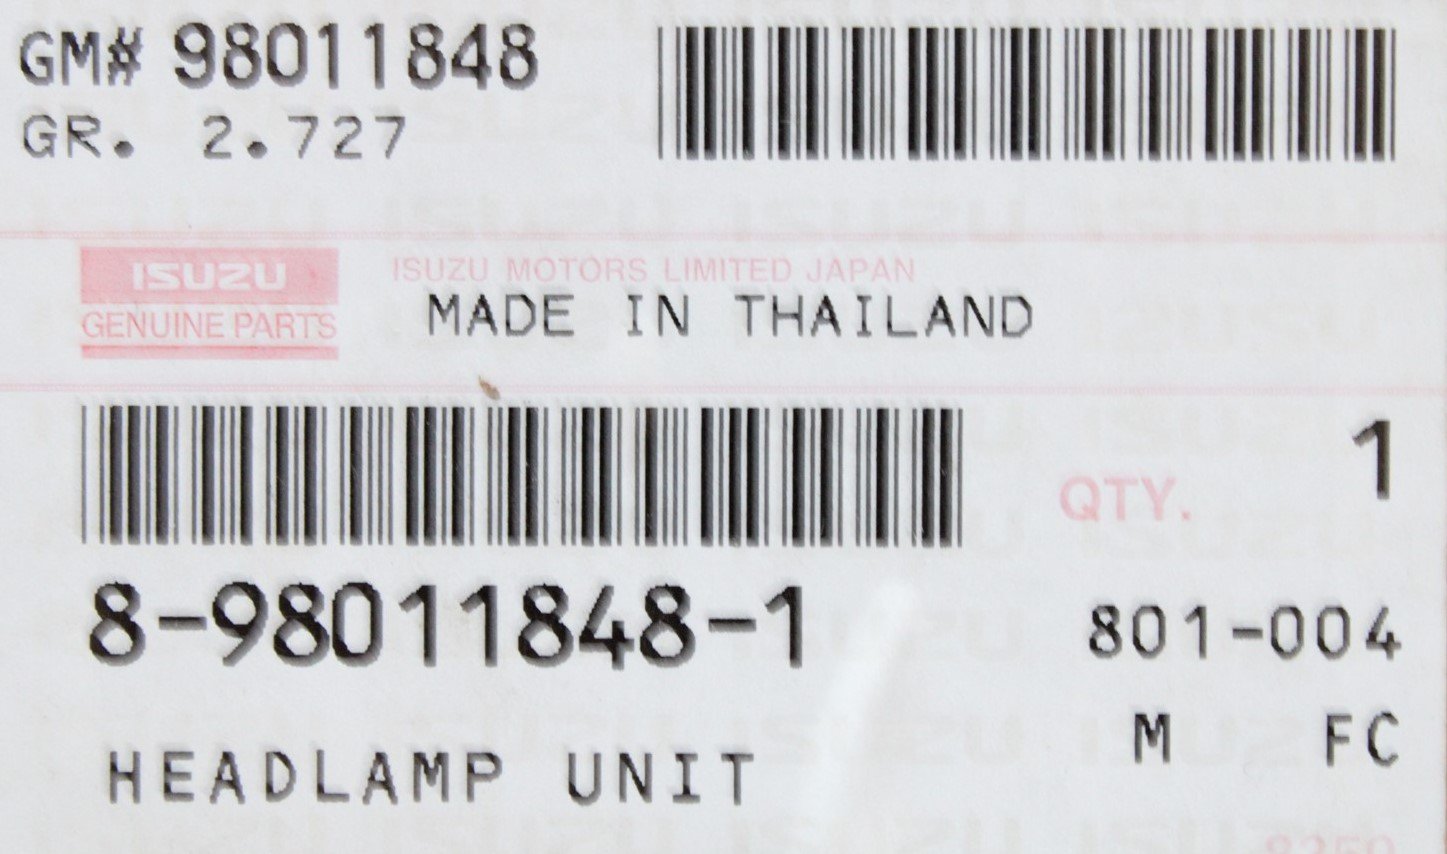 GM# 98011848
GR. 2.727
ISUZU
GENUINE PARTS
ISUZU MOTORS LIMITED JAPAN
MADE IN THAILAND
1
QTY.
8-98011848-1
801-004
M FC
HEADLAMP UNIT